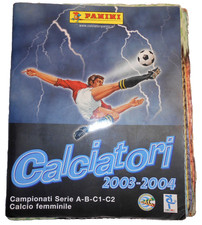 PANINI
Calciatori
2003-2004
Campionati Serie A-B-C1-C2
Calcio femminile